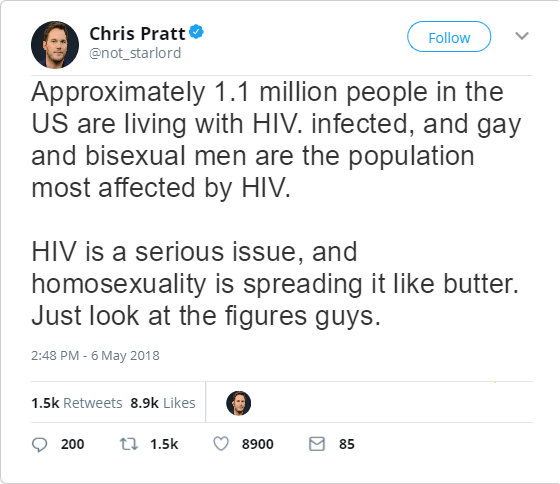 Chris Pratt
@not_starlord
Follow
Approximately 1.1 million people in the
US are living with HIV. infected, and gay
and bisexual men are the population
most affected by HIV.
HIV is a serious issue, and
homosexuality is spreading it like butter.
Just look at the figures guys.
2:48 PM - 6 May 2018
1.5k Retweets 8.9k Likes
200 1.5k 8900 85